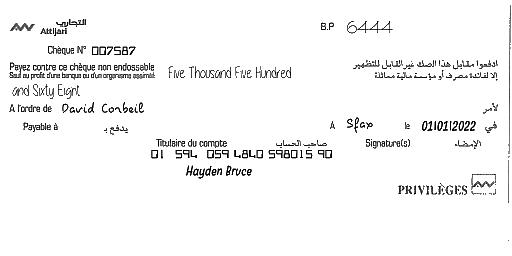 التجاري
Attijari
B.P 6444
Chèque N° 007587
Payez contre ce chèque non endossable
ادفعوا مقابل هذا الصك غير القابل للتظهير
Sauf au profit d'une banque ou d'un organisme assimilé
إلا لفائدة مصرف أو مؤسسة مالية مماثلة
Five Thousand Five Hundred
and Sixty Eight
A l'ordre de David Corbeil
لأمر
Payable à يدفع بـ
A Sfax le 01/01/2022 في
Titulaire du compte صاحب الحساب
Signature(s) الإمضاء
01 594 059 4840 598015 90
Hayden Bruce
PRIVILÈGES